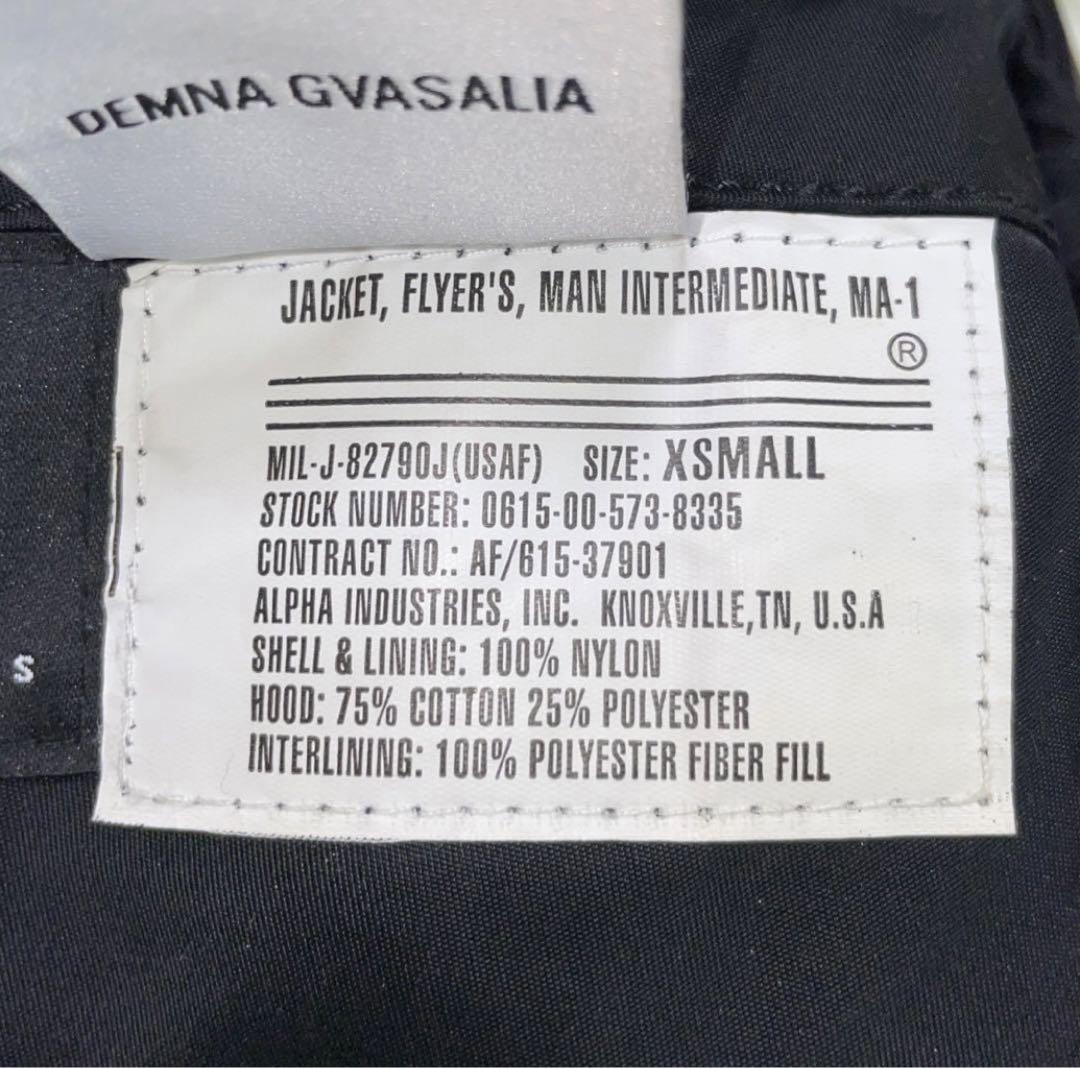 DEMNA GVASALIA
JACKET, FLYER'S, MAN INTERMEDIATE, MA-1
®
MIL-J-82790J(USAF) SIZE: XSMALL
STOCK NUMBER: 0615-00-573-8335
CONTRACT NO.: AF/615-37901
ALPHA INDUSTRIES, INC. KNOXVILLE,TN, U.S.A
SHELL & LINING: 100% NYLON
HOOD: 75% COTTON 25% POLYESTER
INTERLINING: 100% POLYESTER FIBER FILL
S